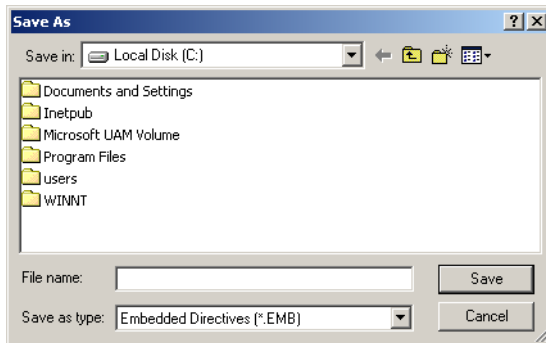 Save As
Save in: Local Disk (C:)
Documents and Settings
Inetpub
Microsoft UAM Volume
Program Files
users
WINNT
File name: Save
Save as type: Embedded Directives (*.EMB) Cancel